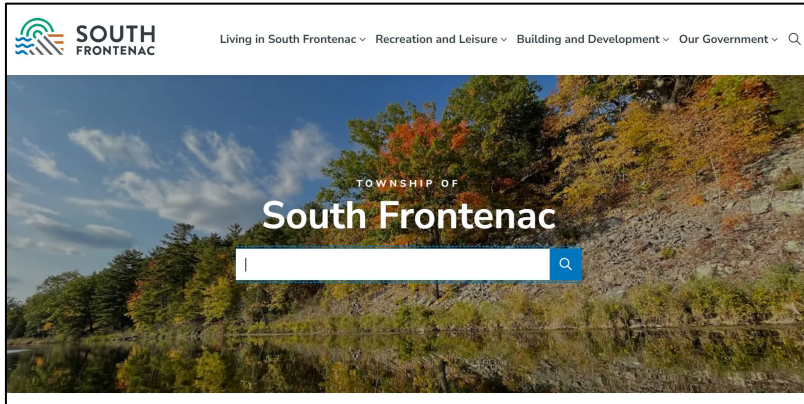 SOUTH
FRONTENAC
Living in South Frontenac Recreation and Leisure Building and Development Our Government
TOWNSHIP OF
South Frontenac